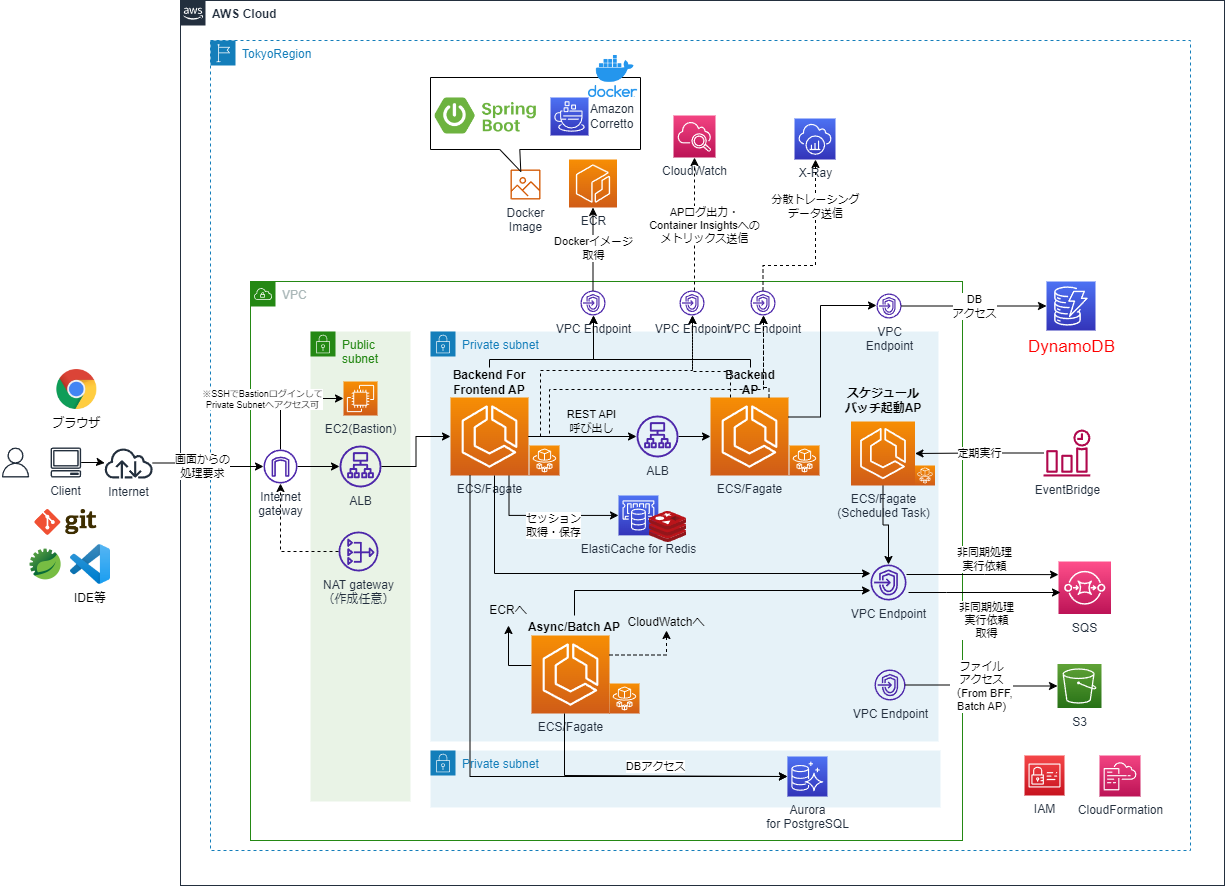 aws
AWS Cloud
TokyoRegion
docker
Spring
Boot
Amazon
Corretto
CloudWatch
X-Ray
Docker
Image
ECR
Dockerイメージ
取得
APログ出力・
Container Insightsへの
メトリックス送信
分散トレーシング
データ送信
VPC
VPC Endpoint
VPC Endpoint
VPC Endpoint
VPC
Endpoint
DB
アクセス
DynamoDB
Public
subnet
Private subnet
Backend For
Frontend AP
Backend
AP
スケジュール
バッチ起動AP
※SSHでBastionログインして
Private Subnetへアクセス可
EC2(Bastion)
ブラウザ
REST API
呼び出し
ALB
ECS/Fagate
ECS/Fagate
ECS/Fagate
(Scheduled Task)
定期実行
EventBridge
画面からの
処理要求
Client
Internet
Internet
gateway
ALB
git
IDE等
NAT gateway
（作成任意）
セッション
取得・保存
ElastiCache for Redis
非同期処理
実行依頼
VPC Endpoint
非同期処理
実行依頼
取得
SQS
ECRへ
Async/Batch AP
CloudWatchへ
ECS/Fagate
VPC Endpoint
ファイル
アクセス
（From BFF,
Batch AP)
S3
Private subnet
DBアクセス
Aurora
for PostgreSQL
IAM
CloudFormation